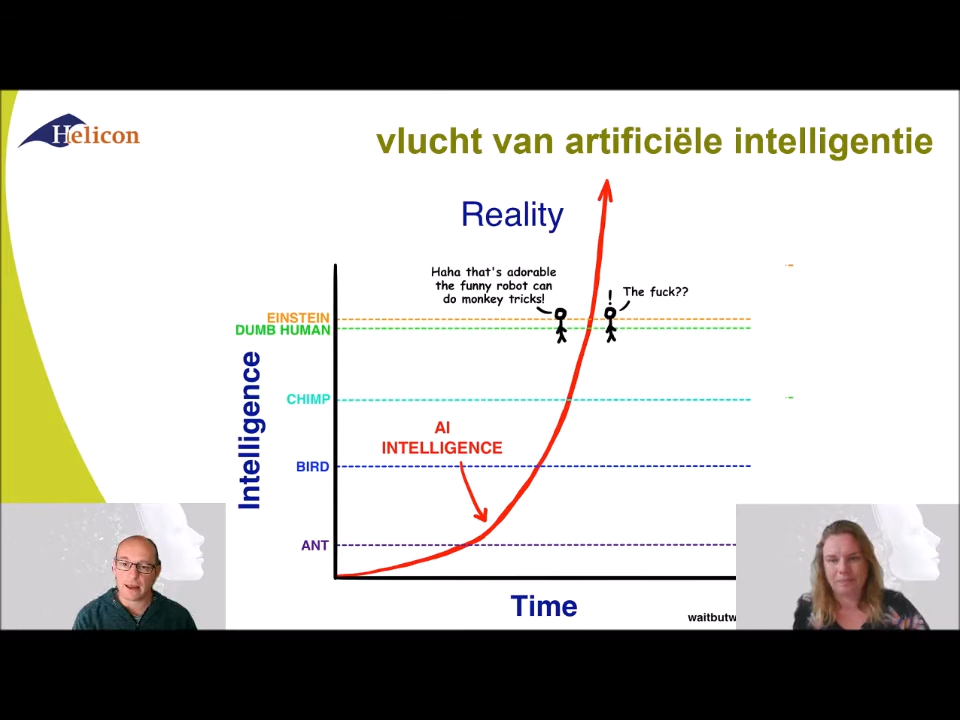 Helicon
vlucht van artificiële intelligentie
Reality
Haha that's adorable
the funny robot can
do monkey tricks!
!
The fuck??
EINSTEIN
DUMB HUMAN
CHIMP
AI
INTELLIGENCE
BIRD
ANT
Intelligence
Time
waitbutw